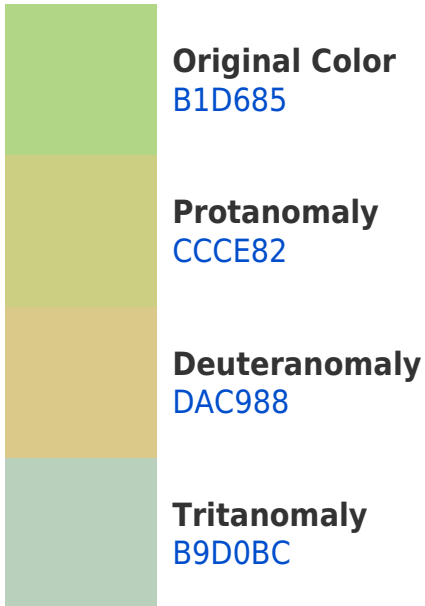 Original Color
B1D685
Protanomaly
CCCE82
Deuteranomaly
DAC988
Tritanomaly
B9D0BC